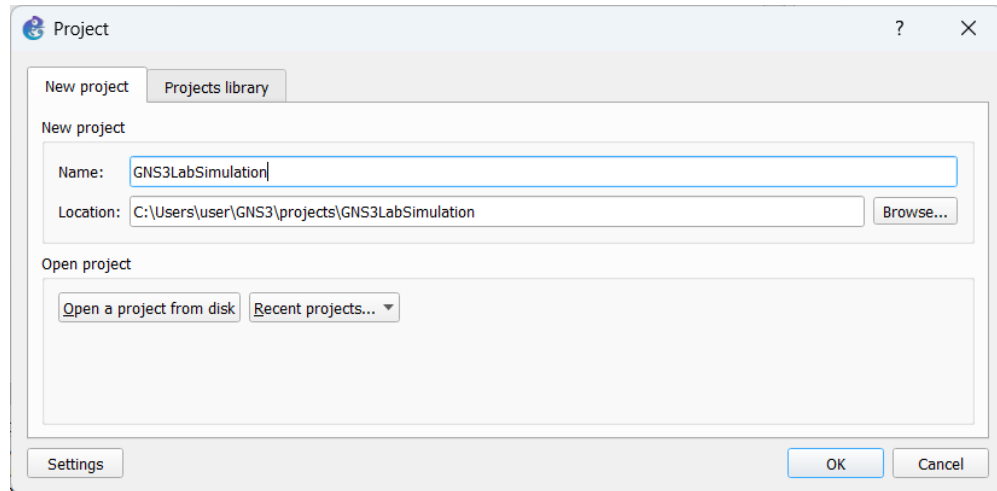 Project ?
New project Projects library
New project
Name: GNS3LabSimulation
Location: C:\Users\user\GNS3\projects\GNS3LabSimulation Browse...
Open project
Open a project from disk Recent projects...
Settings OK Cancel